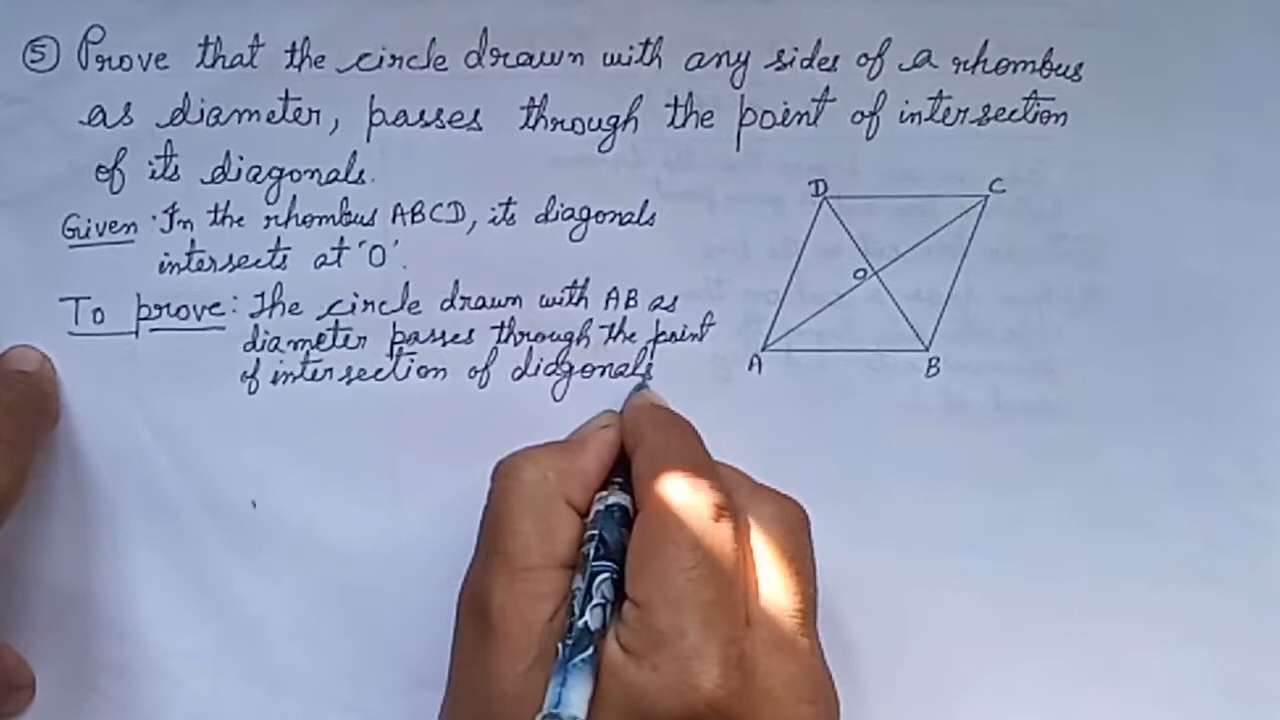 ⑤ Prove that the circle drawn with any sides of a rhombus
as diameter, passes through the point of intersection
of its diagonals.
Given: In the rhombus ABCD, its diagonals
intersects at 'O'.
To prove: The circle drawn with AB as
diameter passes through the point
of intersection of diagonals
D C
O
A B